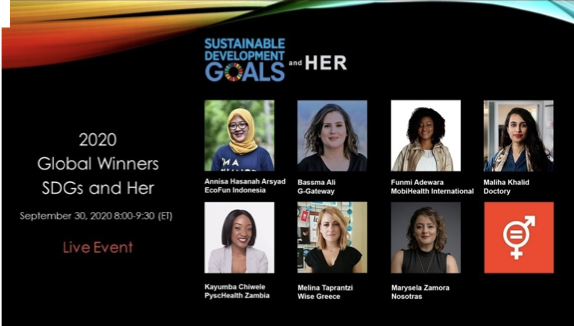 SUSTAINABLE
DEVELOPMENT
GOALS
and HER
2020
Global Winners
SDGs and Her
September 30, 2020 8:00-9:30 (ET)
Live Event
Annisa Hasanah Arsyad
EcoFun Indonesia
Bassma Ali
G-Gateway
Funmi Adewara
MobiHealth International
Maliha Khalid
Doctory
Kayumba Chiwele
PyscHealth Zambia
Melina Taprantzi
Wise Greece
Marysela Zamora
Nosotras